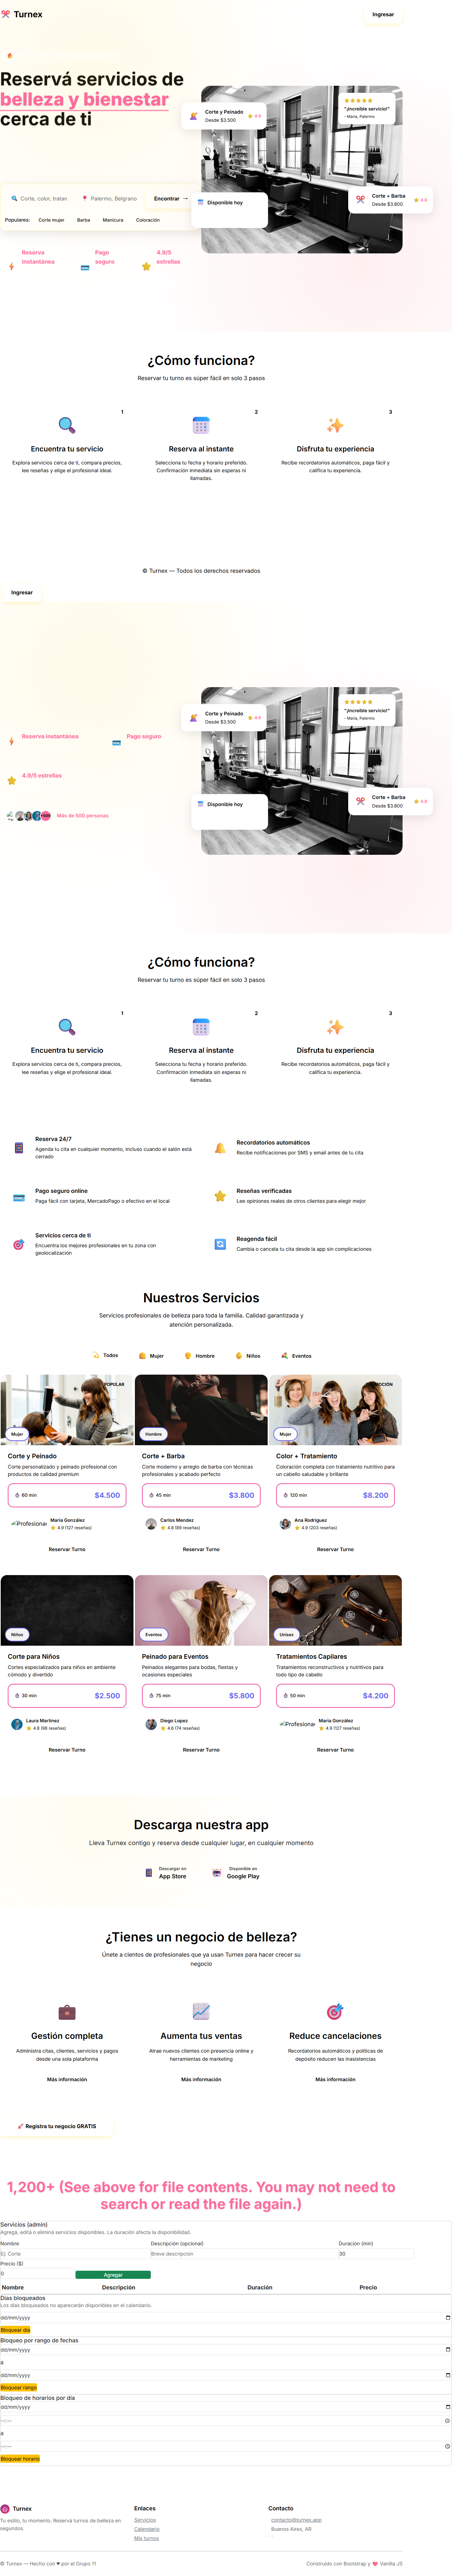 Turnex
Ingresar
Reservá servicios de
belleza y bienestar
cerca de ti
Corte y Peinado
Desde $3.500
4.9
"¡Increíble servicio!"
- María, Palermo
Disponible hoy
Corte + Barba
Desde $3.800
4.8
Corte, color, tratan
Palermo, Belgrano
Encontrar →
Populares:
Corte mujer
Barba
Manicura
Coloración
Reserva
instantánea
Pago
seguro
4.9/5
estrellas
¿Cómo funciona?
Reservar tu turno es súper fácil en solo 3 pasos
1
Encuentra tu servicio
Explora servicios cerca de ti, compara precios,
lee reseñas y elige el profesional ideal.
2
Reserva al instante
Selecciona tu fecha y horario preferido.
Confirmación inmediata sin esperas ni
llamadas.
3
Disfruta tu experiencia
Recibe recordatorios automáticos, paga fácil y
califica tu experiencia.
© Turnex — Todos los derechos reservados
Ingresar
Corte y Peinado
Desde $3.500
4.9
"¡Increíble servicio!"
- María, Palermo
Disponible hoy
Corte + Barba
Desde $3.800
4.8
Reserva instantánea
Pago seguro
4.9/5 estrellas
+500
Más de 500 personas
¿Cómo funciona?
Reservar tu turno es súper fácil en solo 3 pasos
1
Encuentra tu servicio
Explora servicios cerca de ti, compara precios,
lee reseñas y elige el profesional ideal.
2
Reserva al instante
Selecciona tu fecha y horario preferido.
Confirmación inmediata sin esperas ni
llamadas.
3
Disfruta tu experiencia
Recibe recordatorios automáticos, paga fácil y
califica tu experiencia.
Reserva 24/7
Agenda tu cita en cualquier momento, incluso cuando el salón está
cerrado
Recordatorios automáticos
Recibe notificaciones por SMS y email antes de tu cita
Pago seguro online
Paga fácil con tarjeta, MercadoPago o efectivo en el local
Reseñas verificadas
Lee opiniones reales de otros clientes para elegir mejor
Servicios cerca de ti
Encuentra los mejores profesionales en tu zona con
geolocalización
Reagenda fácil
Cambia o cancela tu cita desde la app sin complicaciones
Nuestros Servicios
Servicios profesionales de belleza para toda la familia. Calidad garantizada y
atención personalizada.
Todos
Mujer
Hombre
Niños
Eventos
POPULAR
Mujer
Corte y Peinado
Corte personalizado y peinado profesional con
productos de calidad premium
60 min
$4.500
Profesional
María González
4.9 (127 reseñas)
Reservar Turno
Hombre
Corte + Barba
Corte moderno y arreglo de barba con técnicas
profesionales y acabado perfecto
45 min
$3.800
Carlos Mendez
4.8 (89 reseñas)
Reservar Turno
Mujer
Color + Tratamiento
Coloración completa con tratamiento nutritivo para
un cabello saludable y brillante
120 min
$8.200
Ana Rodríguez
4.9 (203 reseñas)
Reservar Turno
Niños
Corte para Niños
Cortes especializados para niños en ambiente
cómodo y divertido
30 min
$2.500
Laura Martínez
4.8 (98 reseñas)
Reservar Turno
Eventos
Peinado para Eventos
Peinados elegantes para bodas, fiestas y
ocasiones especiales
75 min
$5.800
Diego Lopez
4.6 (74 reseñas)
Reservar Turno
Unisex
Tratamientos Capilares
Tratamientos reconstructivos y nutritivos para
todo tipo de cabello
50 min
$4.200
Profesional
María González
4.9 (127 reseñas)
Reservar Turno
Descarga nuestra app
Lleva Turnex contigo y reserva desde cualquier lugar, en cualquier momento
Descargar en
App Store
Disponible en
Google Play
¿Tienes un negocio de belleza?
Únete a cientos de profesionales que ya usan Turnex para hacer crecer su
negocio
Gestión completa
Administra citas, clientes, servicios y pagos
desde una sola plataforma
Más información
Aumenta tus ventas
Atrae nuevos clientes con presencia online y
herramientas de marketing
Más información
Reduce cancelaciones
Recordatorios automáticos y políticas de
depósito reducen las inasistencias
Más información
Registra tu negocio GRATIS
1,200+ (See above for file contents. You may not need to
search or read the file again.)
Servicios (admin)
Agregá, editá o eliminá servicios disponibles. La duración afecta la disponibilidad.
Nombre
Descripción (opcional)
Duración (min)
Ej: Corte
Breve descripción
30
Precio ($)
0
Agregar
Nombre
Descripción
Duración
Precio
Días bloqueados
Los días bloqueados no aparecerán disponibles en el calendario.
dd/mm/yyyy
Bloquear día
Bloqueo por rango de fechas
dd/mm/yyyy
a
dd/mm/yyyy
Bloquear rango
Bloqueo de horarios por día
dd/mm/yyyy
--:--
a
--:--
Bloquear horario
Turnex
Tu estilo, tu momento. Reservá turnos de belleza en
segundos.
Enlaces
Servicios
Calendario
Mis turnos
Contacto
contacto@turnex.app
Buenos Aires, AR
© Turnex — Hecho con ♥ por el Grupo 11
Construido con Bootspap y 💖 Vanilla JS